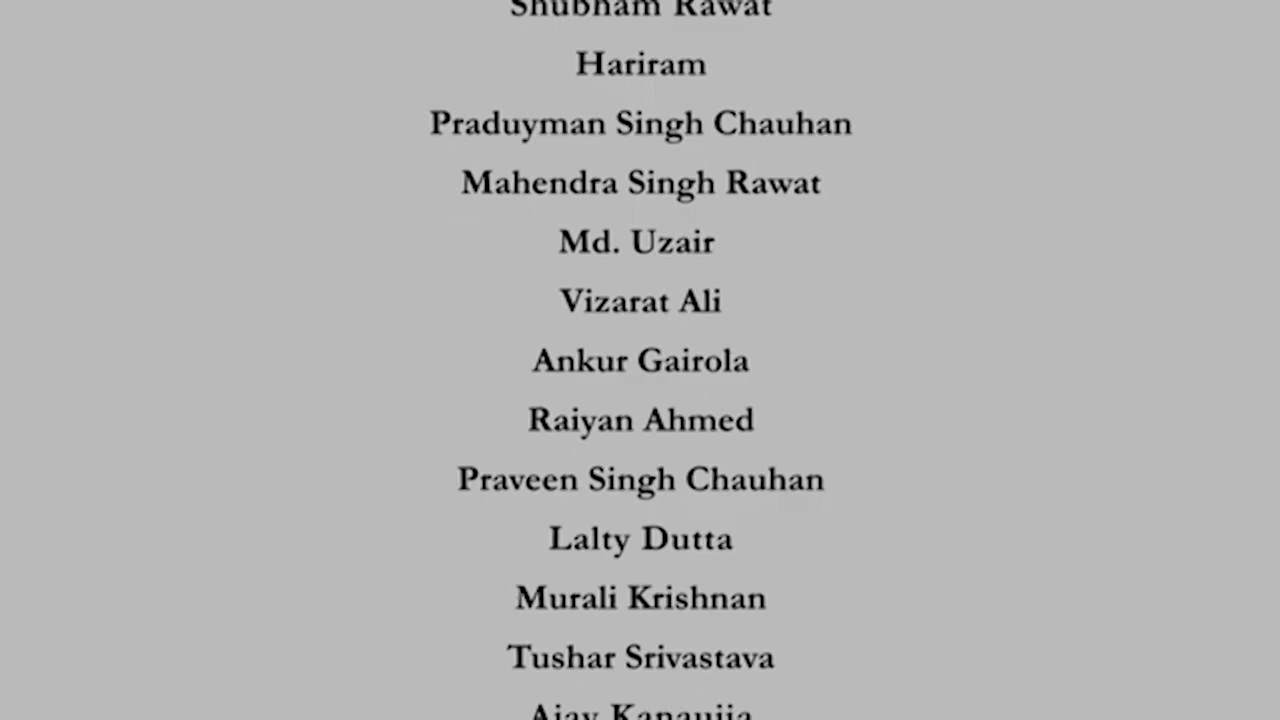 Shubham Rawat
Hariram
Praduyman Singh Chauhan
Mahendra Singh Rawat
Md. Uzair
Vizarat Ali
Ankur Gairola
Raiyan Ahmed
Praveen Singh Chauhan
Lalty Dutta
Murali Krishnan
Tushar Srivastava
Ajay Kanaujia